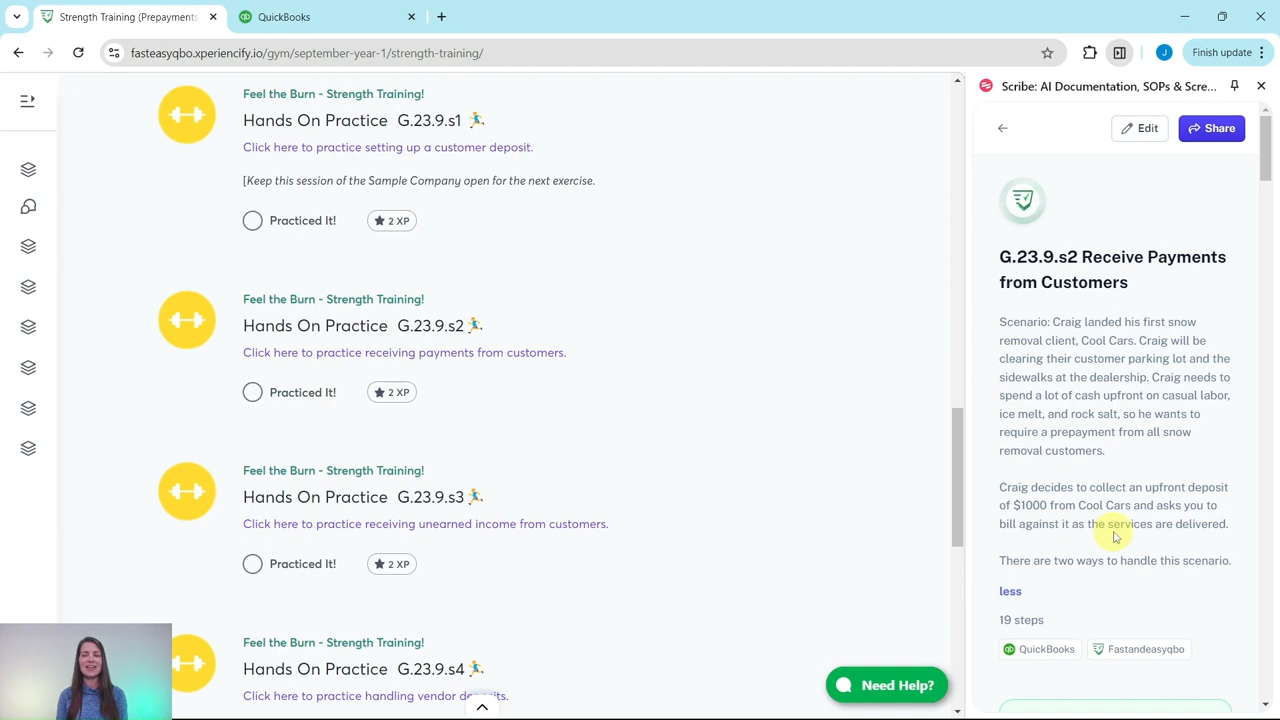 Strength Training (Prepayments
QuickBooks
fasteasyqbo.xperiencify.io/gym/september-year-1/strength-training/
J
Finish update
Feel the Burn - Strength Training!
Hands On Practice G.23.9.s1
Click here to practice setting up a customer deposit.
[Keep this session of the Sample Company open for the next exercise.
Practiced It!
2 XP
Feel the Burn - Strength Training!
Hands On Practice G.23.9.s2
Click here to practice receiving payments from customers.
Practiced It!
2 XP
Feel the Burn - Strength Training!
Hands On Practice G.23.9.s3
Click here to practice receiving unearned income from customers.
Practiced It!
2 XP
Feel the Burn - Strength Training!
Hands On Practice G.23.9.s4
Click here to practice handling vendor deposits.
Need Help?
Scribe: AI Documentation, SOPs & Scre...
Edit
Share
G.23.9.s2 Receive Payments
from Customers
Scenario: Craig landed his first snow
removal client, Cool Cars. Craig will be
clearing their customer parking lot and the
sidewalks at the dealership. Craig needs to
spend a lot of cash upfront on casual labor,
ice melt, and rock salt, so he wants to
require a prepayment from all snow
removal customers.
Craig decides to collect an upfront deposit
of $1000 from Cool Cars and asks you to
bill against it as the services are delivered.
There are two ways to handle this scenario.
less
19 steps
qb QuickBooks
Fastandeasyqbo